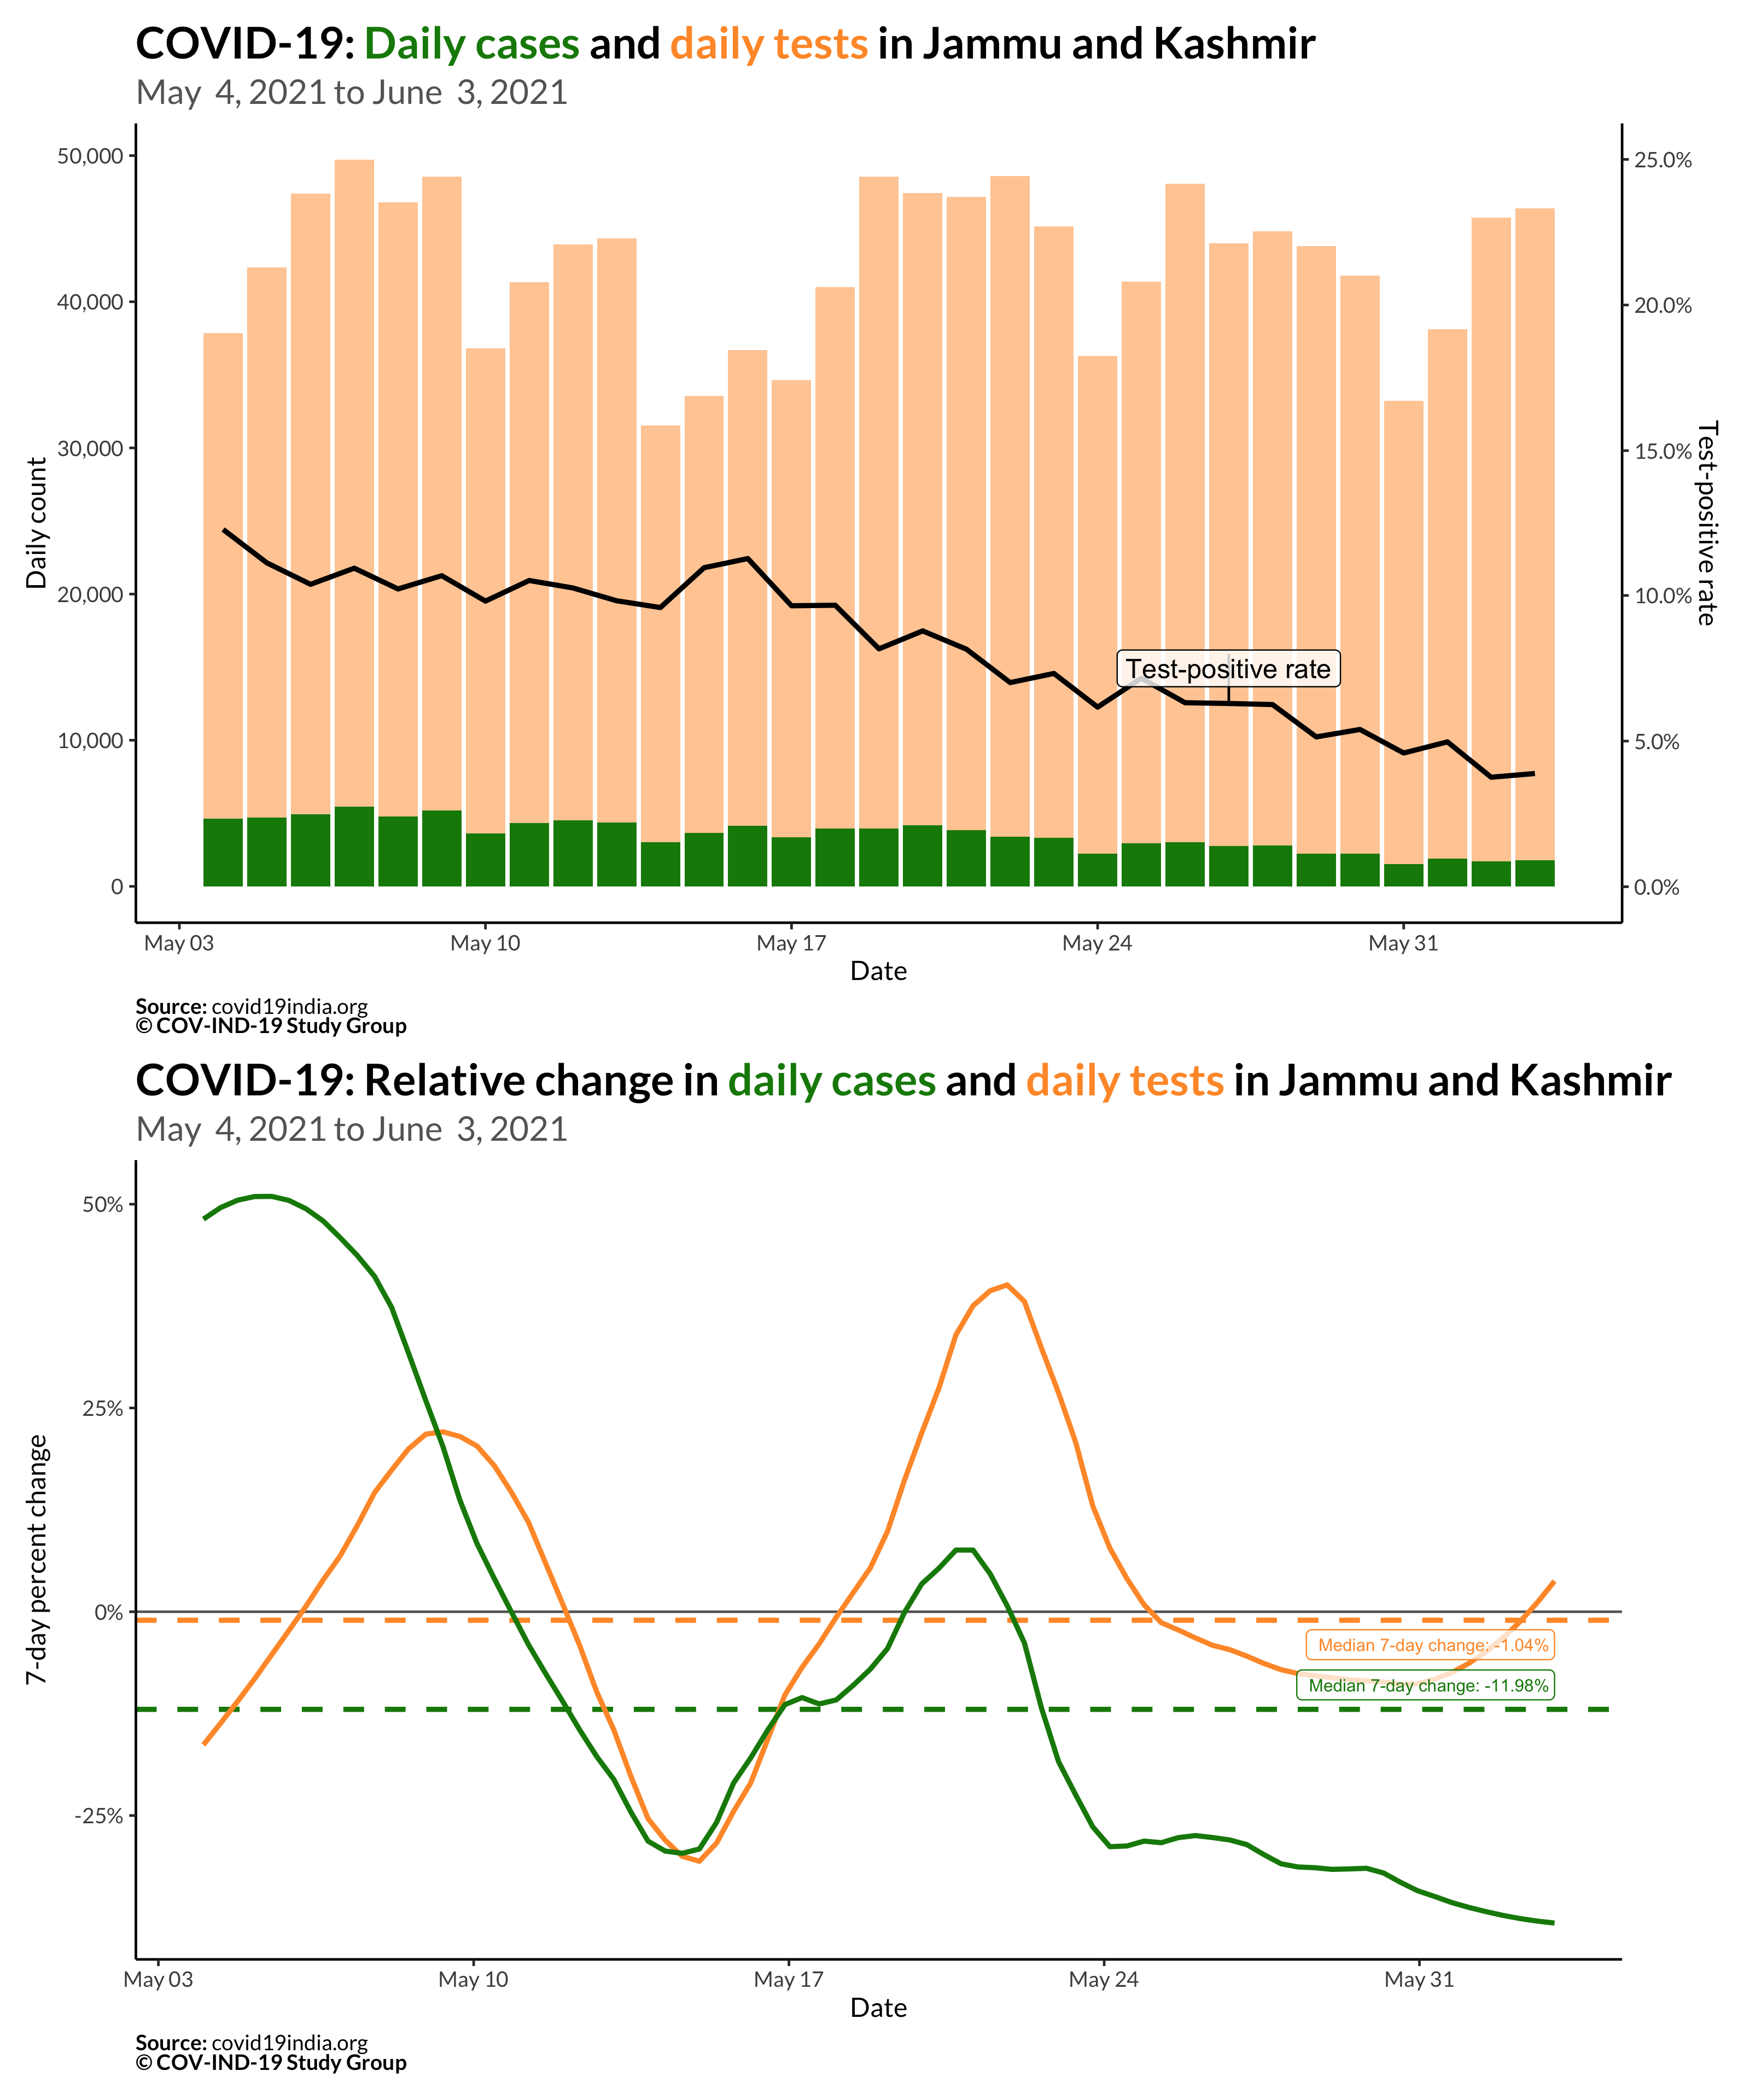 COVID-19: Daily cases and daily tests in Jammu and Kashmir
May 4, 2021 to June 3, 2021
50,000
40,000
30,000
20,000
10,000
0
Daily count
25.0%
20.0%
15.0%
10.0%
5.0%
0.0%
Test-positive rate
Test-positive rate
May 03
May 10
May 17
May 24
May 31
Date
Source: covid19india.org
© COV-IND-19 Study Group
COVID-19: Relative change in daily cases and daily tests in Jammu and Kashmir
May 4, 2021 to June 3, 2021
50%
25%
0%
-25%
7-day percent change
Median 7-day change: -1.04%
Median 7-day change: -11.98%
May 03
May 10
May 17
May 24
May 31
Date
Source: covid19india.org
© COV-IND-19 Study Group